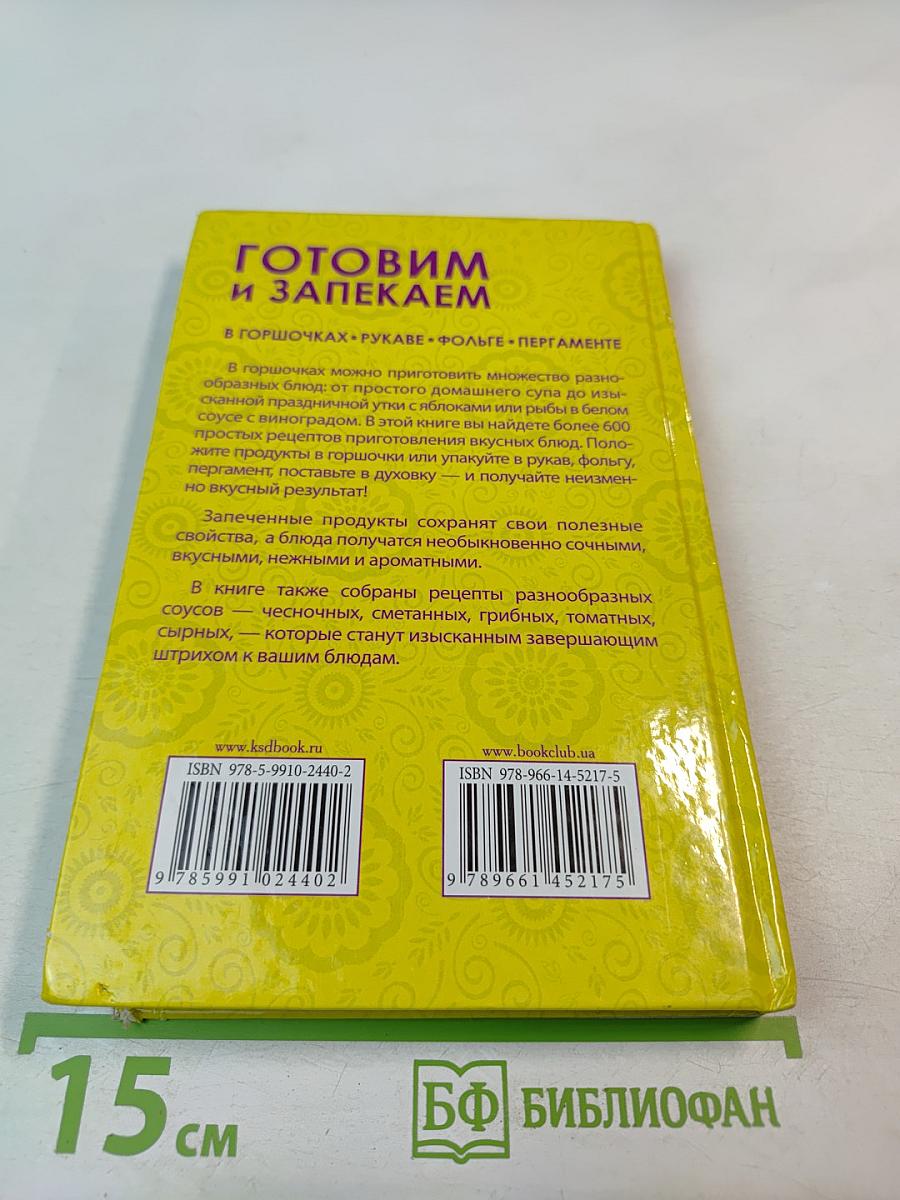 ГОТОВИМ
И ЗАПЕКАЕМ
В ГОРШОЧКАХ • РУКАВЕ • ФОЛЬГЕ • ПЕРГАМЕНТЕ
В горшочках можно приготовить множество разно-
образных блюд: от простого домашнего супа до изы-
сканной праздничной утки с яблоками или рыбы в белом
соусе с виноградом. В этой книге вы найдете более 600
простых рецептов приготовления вкусных блюд. Поло-
жите продукты в горшочки или упакуйте в рукав, фольгу,
пергамент, поставьте в духовку — и получайте неизмен-
но вкусный результат!
Запеченные продукты сохранят свои полезные
свойства, а блюда получатся необыкновенно сочными,
вкусными, нежными и ароматными.
В книге также собраны рецепты разнообразных
соусов — чесночных, сметанных, грибных, томатных,
сырных, — которые станут изысканным завершающим
штрихом к вашим блюдам.
www.ksdbook.ru
ISBN 978-5-9910-2440-2
9 785991 024402
www.bookclub.ua
ISBN 978-966-14-5217-5
9 789661 452175
15 см
БФ БИБЛИОФАН